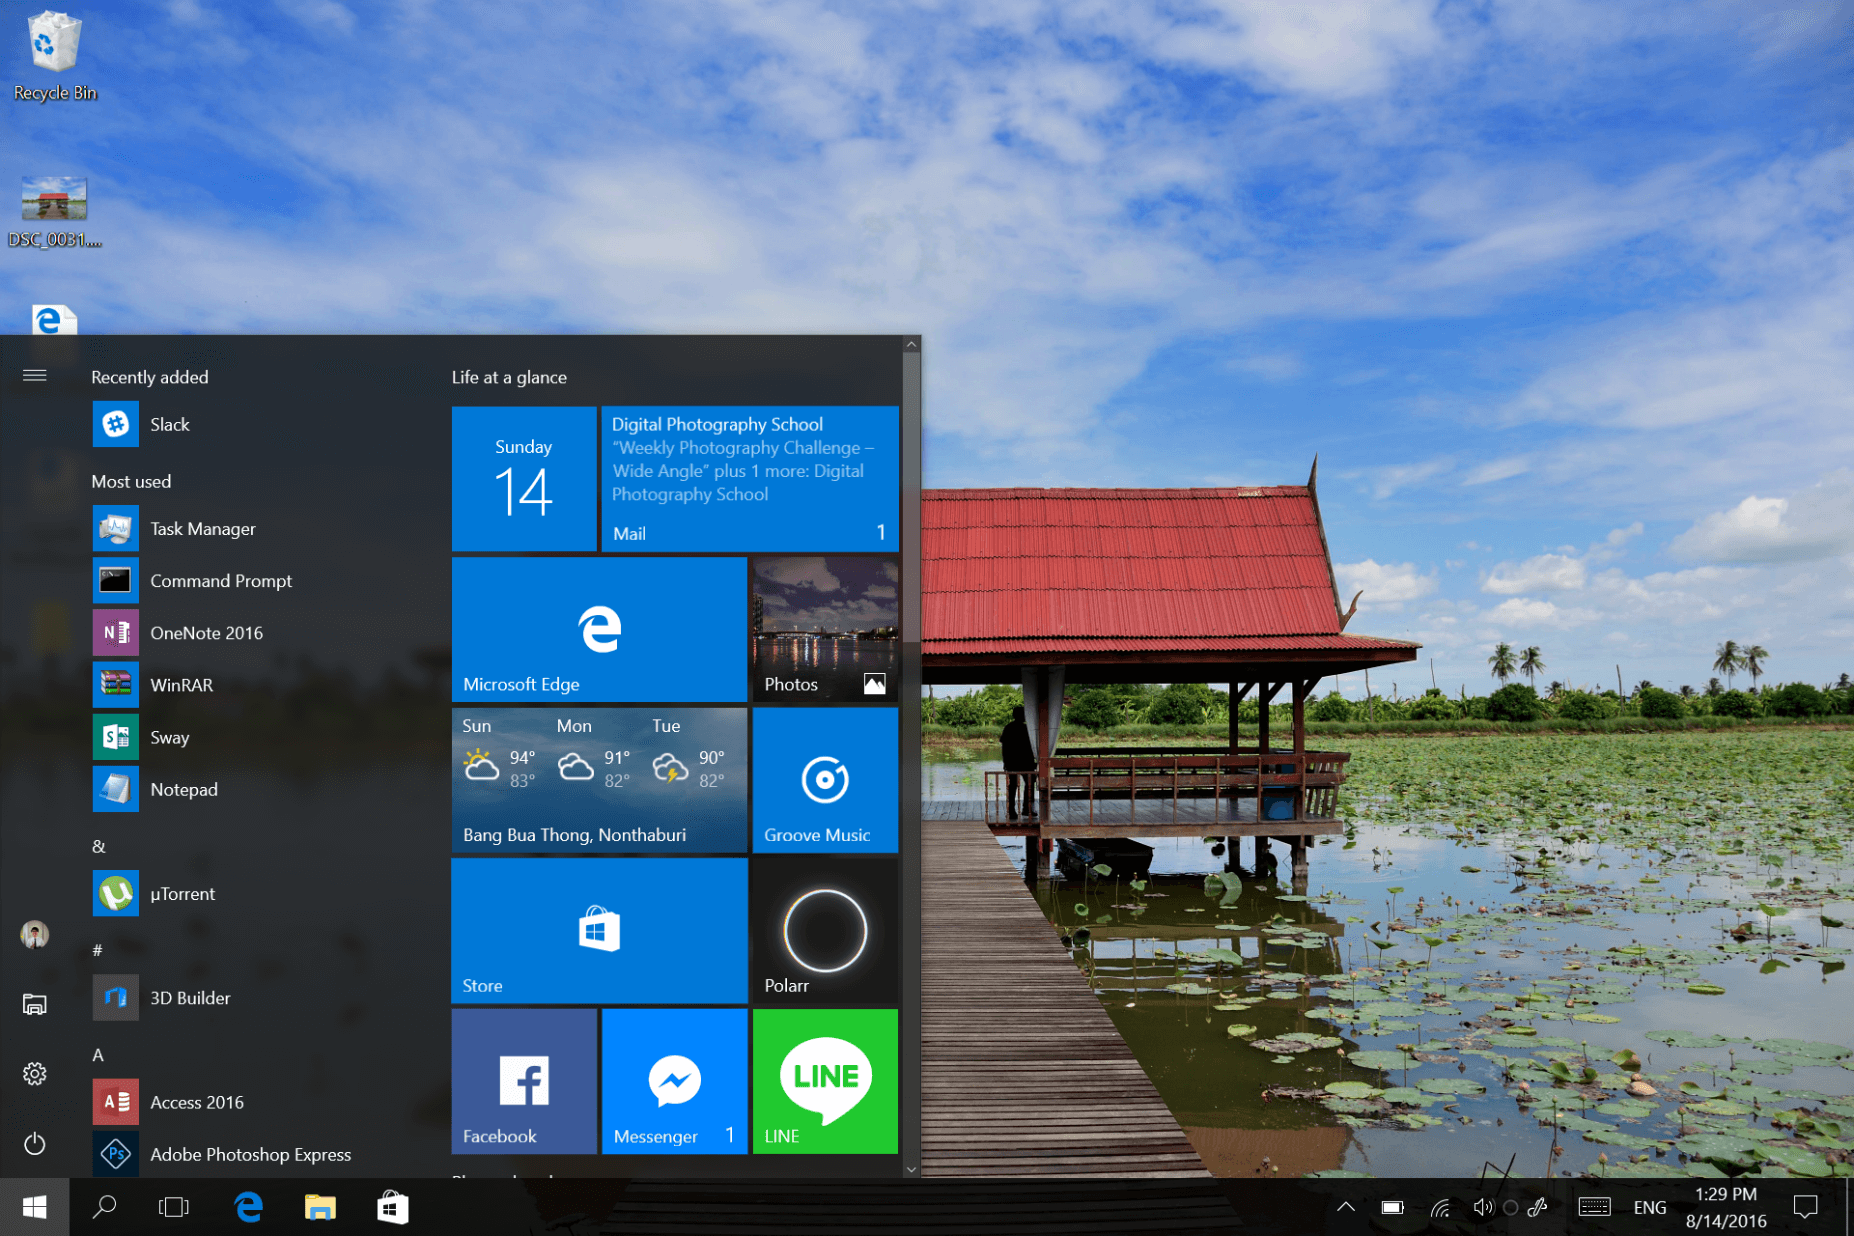 Recycle Bin
DSC_0031....
Recently added
Slack
Most used
Task Manager
Command Prompt
OneNote 2016
WinRAR
Sway
Notepad
&
µTorrent
#
3D Builder
A
Access 2016
Adobe Photoshop Express
Life at a glance
Sunday
14
Digital Photography School
“Weekly Photography Challenge –
Wide Angle” plus 1 more: Digital
Photography School
Mail 1
Microsoft Edge
Photos
Sun Mon Tue
94° 91° 90°
83° 82° 82°
Bang Bua Thong, Nonthaburi
Groove Music
Store
Polarr
Facebook
Messenger 1
LINE
LINE
ENG
1:29 PM
8/14/2016